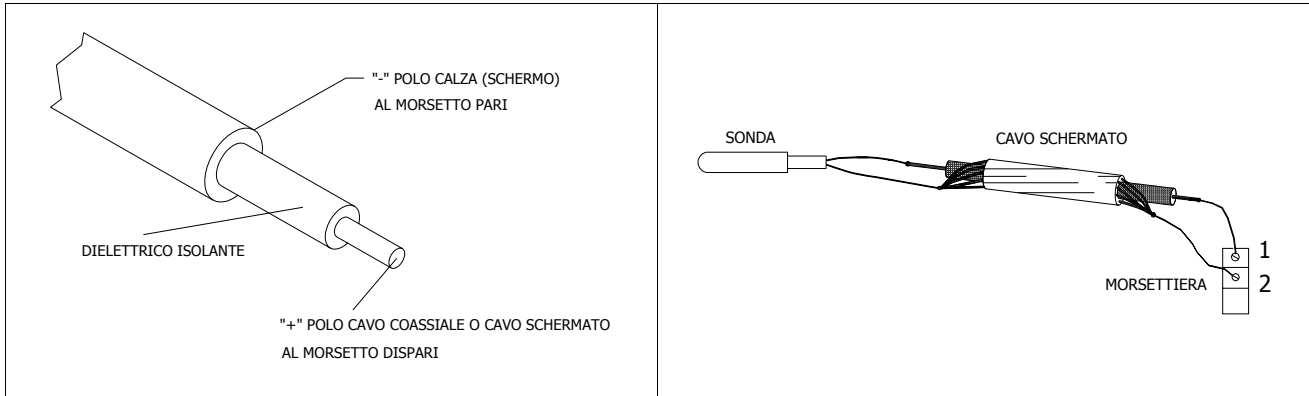 "-" POLO CALZA (SCHERMO)
AL MORSETTO PARI
DIELETTRICO ISOLANTE
"+" POLO CAVO COASSIALE O CAVO SCHERMATO
AL MORSETTO DISPARI
SONDA
CAVO SCHERMATO
1
MORSETTIERA
2